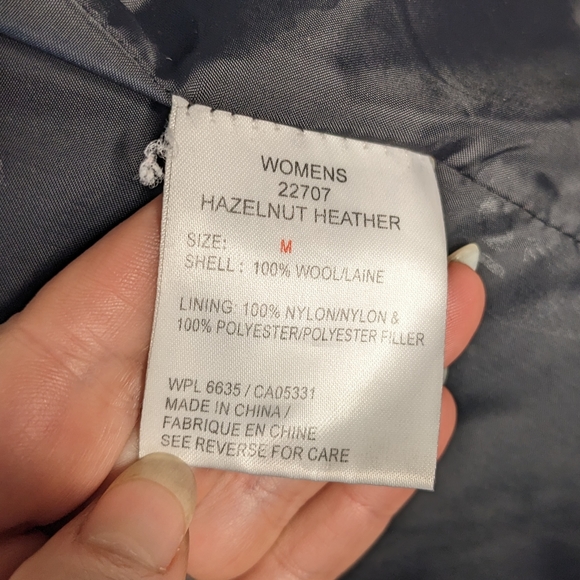 WOMENS
22707
HAZELNUT HEATHER
SIZE: M
SHELL : 100% WOOL/LAINE
LINING: 100% NYLON/NYLON &
100% POLYESTER/POLYESTER FILLER
WPL 6635 / CA05331
MADE IN CHINA /
FABRIQUE EN CHINE
SEE REVERSE FOR CARE